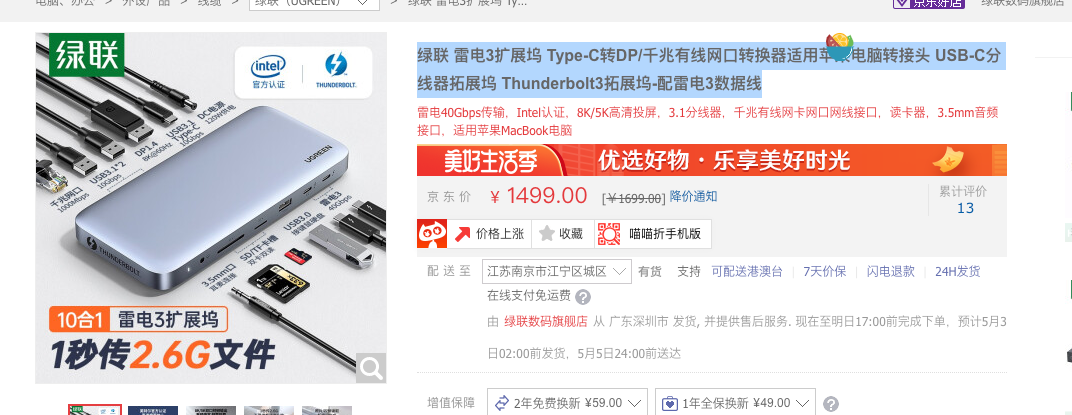 电脑、办公 > 外设产品 > 线缆 > 绿联（UGREEN） > 绿联 雷电3扩展坞 Ty...
京东好店 绿联数码旗舰店
绿联
intel
官方认证
THUNDERBOLT.
DC电源
120W供电
USB3.1
Type-C
10Gbps
DP1.4
8K@60Hz
USB3.1*2
10Gbps
千兆网口
1000Mbps
UGREEN
THUNDERBOLT.
雷电3
40Gbps
USB3.0
SD/TF卡槽
双卡双读
3.5mm口
10合1 雷电3扩展坞
1秒传2.6G文件
绿联 雷电3扩展坞 Type-C转DP/千兆有线网口转换器适用苹果电脑转接头 USB-C分
线器拓展坞 Thunderbolt3拓展坞-配雷电3数据线
雷电40Gbps传输，Intel认证，8K/5K高清投屏，3.1分线器，千兆有线网卡网口网线接口，读卡器，3.5mm音频
接口，适用苹果MacBook电脑
美好生活季 优选好物·乐享美好时光
京东价 ￥1499.00 [￥1699.00] 降价通知
累计评价
13
价格上涨 收藏 喵喵折手机版
配送至 江苏南京市江宁区城区 有货 支持 可配送港澳台 7天价保 闪电退款 24H发货
在线支付免运费
由 绿联数码旗舰店 从 广东深圳市 发货, 并提供售后服务. 现在至明日17:00前完成下单，预计5月3
日02:00前发货，5月5日24:00前送达
增值保障 2年免费换新 ¥59.00 1年全保换新 ¥49.00